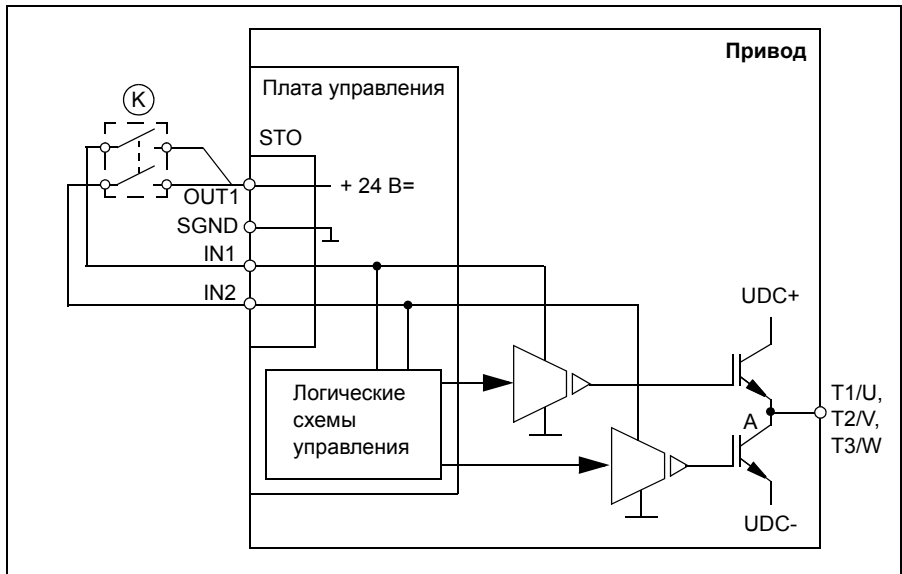 Привод
Плата управления
K
STO
OUT1
+ 24 В=
SGND
IN1
IN2
UDC+
Логические
схемы
управления
A
T1/U,
T2/V,
T3/W
UDC-